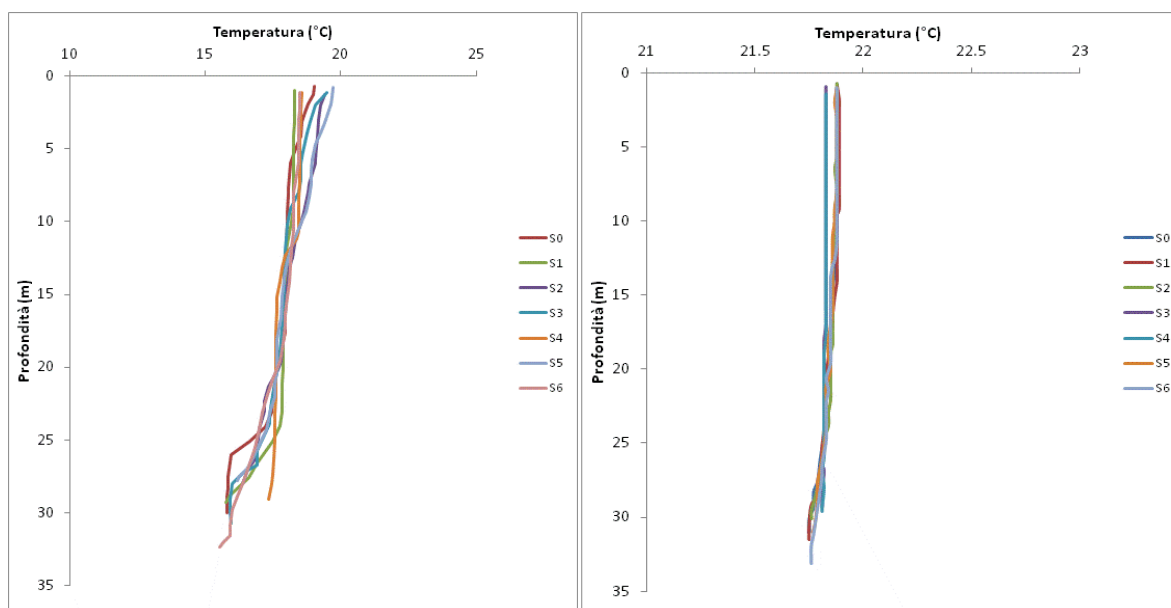 Temperatura (°C)
10 15 20 25
0
5
10
15
20
25
30
35
Profondità (m)
S0
S1
S2
S3
S4
S5
S6
Temperatura (°C)
21 21.5 22 22.5 23
0
5
10
15
20
25
30
35
Profondità (m)
S0
S1
S2
S3
S4
S5
S6